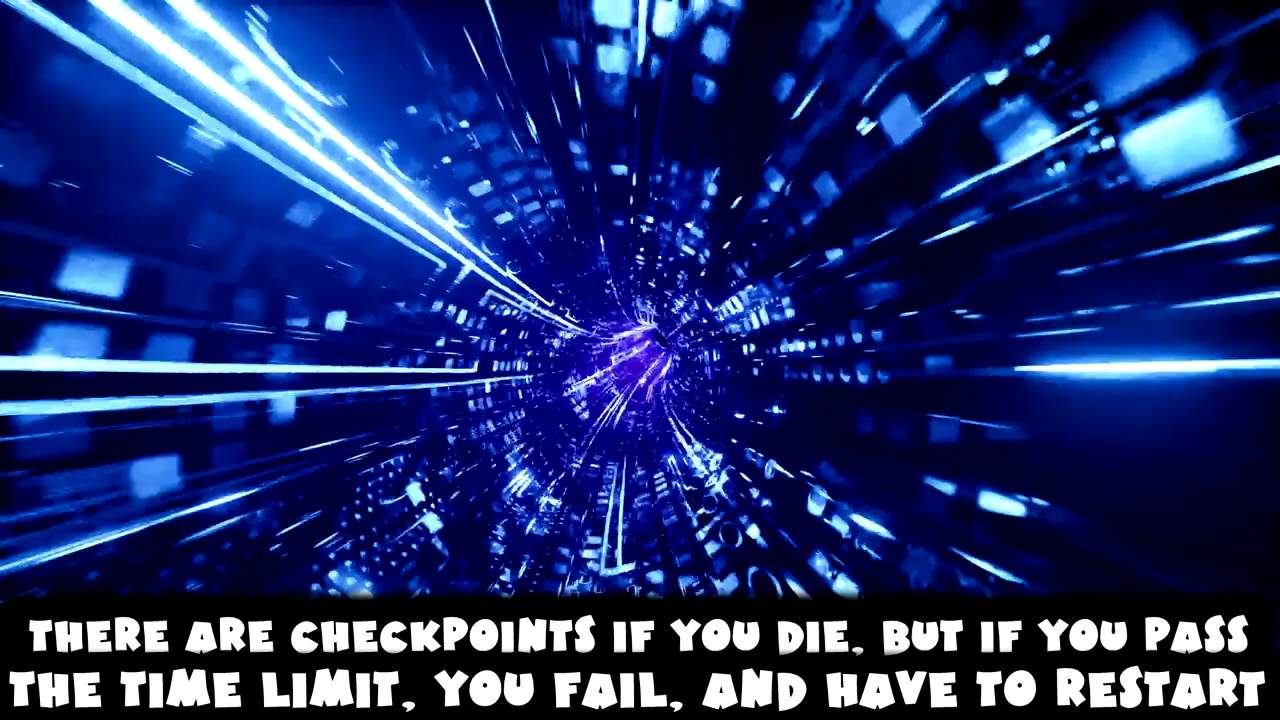 THERE ARE CHECKPOINTS IF YOU DIE, BUT IF YOU PASS
THE TIME LIMIT, YOU FAIL, AND HAVE TO RESTART